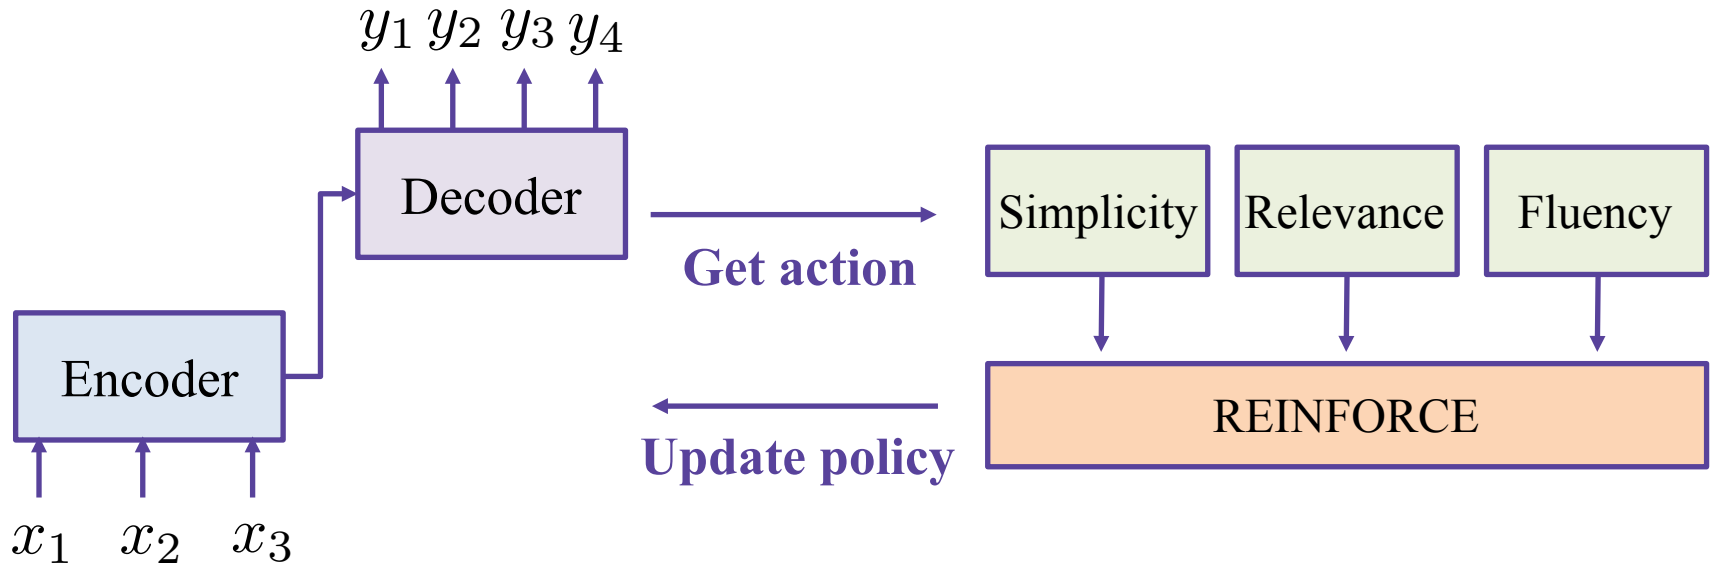 y1 y2 y3 y4
Decoder
Encoder
x1 x2 x3
Get action
Update policy
Simplicity Relevance Fluency
REINFORCE